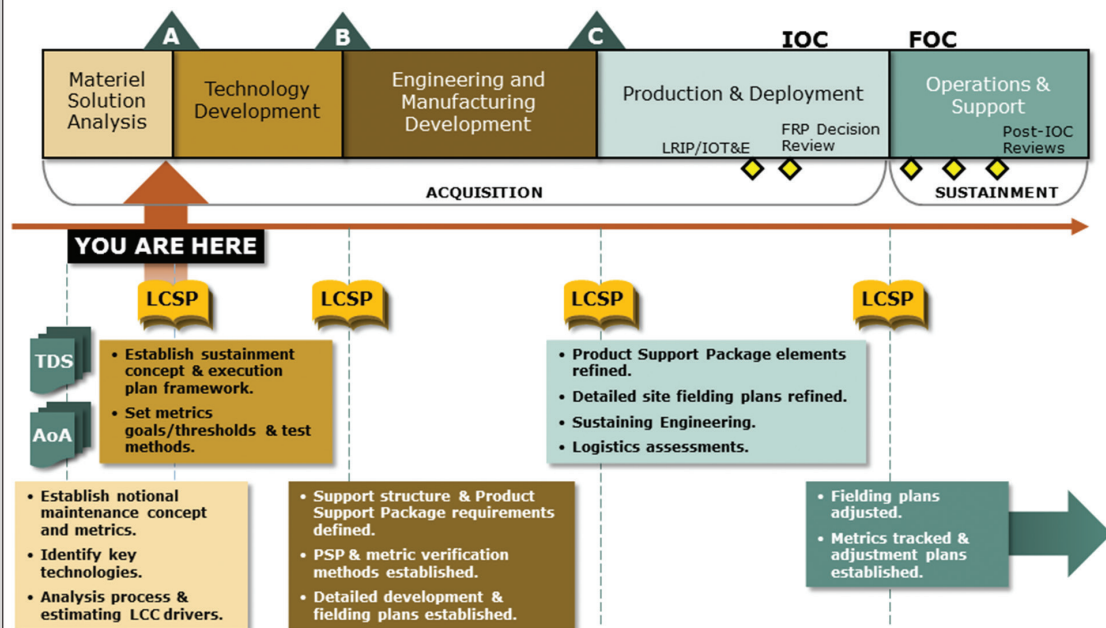 A
B
C
IOC
FOC
Materiel
Solution
Analysis
Technology
Development
Engineering and
Manufacturing
Development
Production & Deployment
LRIP/IOT&E
FRP Decision
Review
Operations &
Support
Post-IOC
Reviews
ACQUISITION
SUSTAINMENT
YOU ARE HERE
LCSP
LCSP
LCSP
LCSP
TDS
AoA
• Establish sustainment
concept & execution
plan framework.
• Set metrics
goals/thresholds & test
methods.
• Product Support Package elements
refined.
• Detailed site fielding plans refined.
• Sustaining Engineering.
• Logistics assessments.
• Establish notional
maintenance concept
and metrics.
• Identify key
technologies.
• Analysis process &
estimating LCC drivers.
• Support structure & Product
Support Package requirements
defined.
• PSP & metric verification
methods established.
• Detailed development &
fielding plans established.
• Fielding plans
adjusted.
• Metrics tracked &
adjustment plans
established.